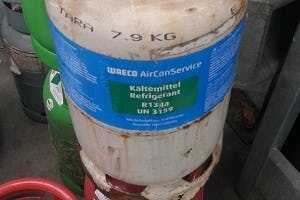 TARA 7.9 KG
WAECO AirConService
Kältemittel
Refrigerant
R134a
UN 3159